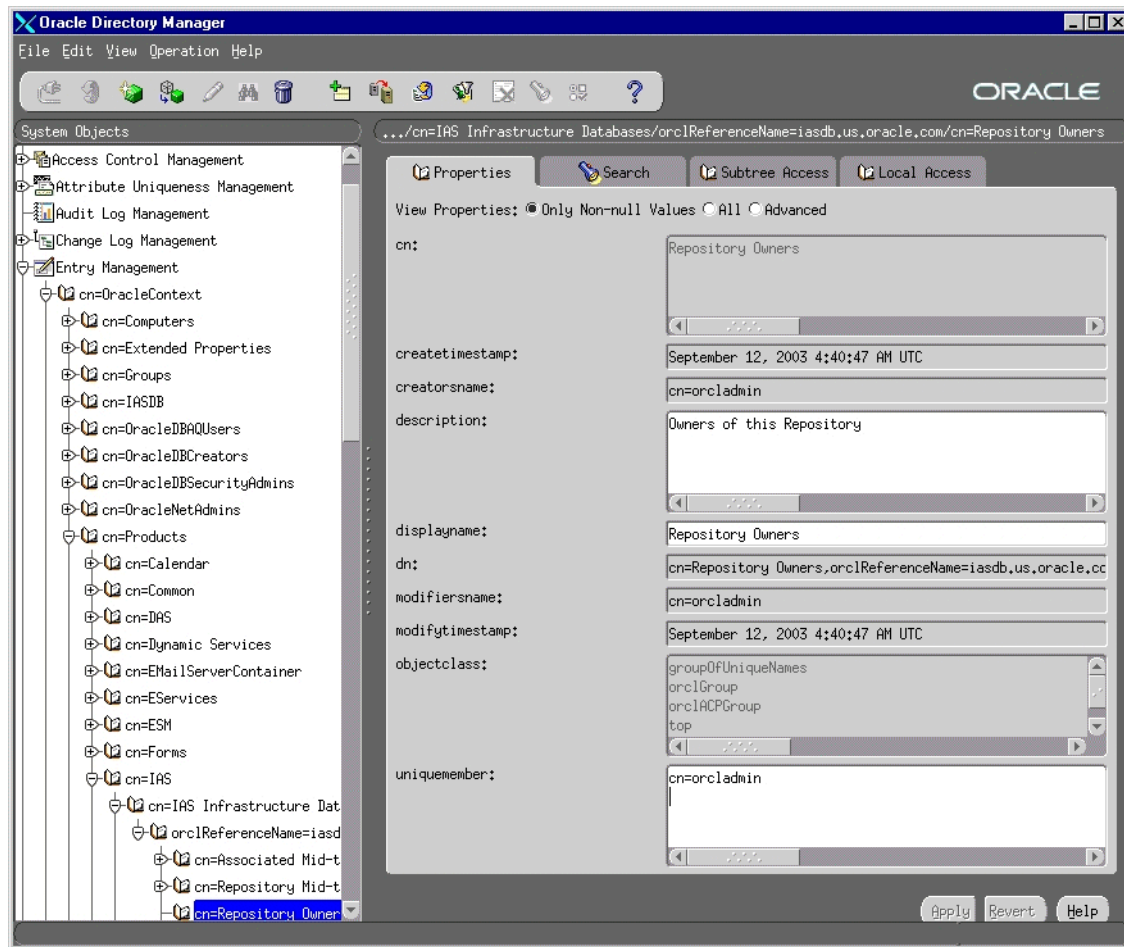 Oracle Directory Manager
File Edit View Operation Help
ORACLE
System Objects
Access Control Management
Attribute Uniqueness Management
Audit Log Management
Change Log Management
Entry Management
cn=OracleContext
cn=Computers
cn=Extended Properties
cn=Groups
cn=IASDB
cn=OracleDBAQUsers
cn=OracleDBCreators
cn=OracleDBSecurityAdmins
cn=OracleNetAdmins
cn=Products
cn=Calendar
cn=Common
cn=DAS
cn=Dynamic Services
cn=EMailServerContainer
cn=EServices
cn=ESM
cn=Forms
cn=IAS
cn=IAS Infrastructure Dat
orclReferenceName=iasd
cn=Associated Mid-t
cn=Repository Mid-t
cn=Repository Owner
.../cn=IAS Infrastructure Databases/orclReferenceName=iasdb.us.oracle.com/cn=Repository Owners
Properties Search Subtree Access Local Access
View Properties: Only Non-null Values All Advanced
cn: Repository Owners
createtimestamp: September 12, 2003 4:40:47 AM UTC
creatorsname: cn=orcladmin
description: Owners of this Repository
displayname: Repository Owners
dn: cn=Repository Owners,orclReferenceName=iasdb.us.oracle.cc
modifiersname: cn=orcladmin
modifytimestamp: September 12, 2003 4:40:47 AM UTC
objectclass: groupOfUniqueNames
orclGroup
orclACPGroup
top
uniquemember: cn=orcladmin
Apply Revert Help